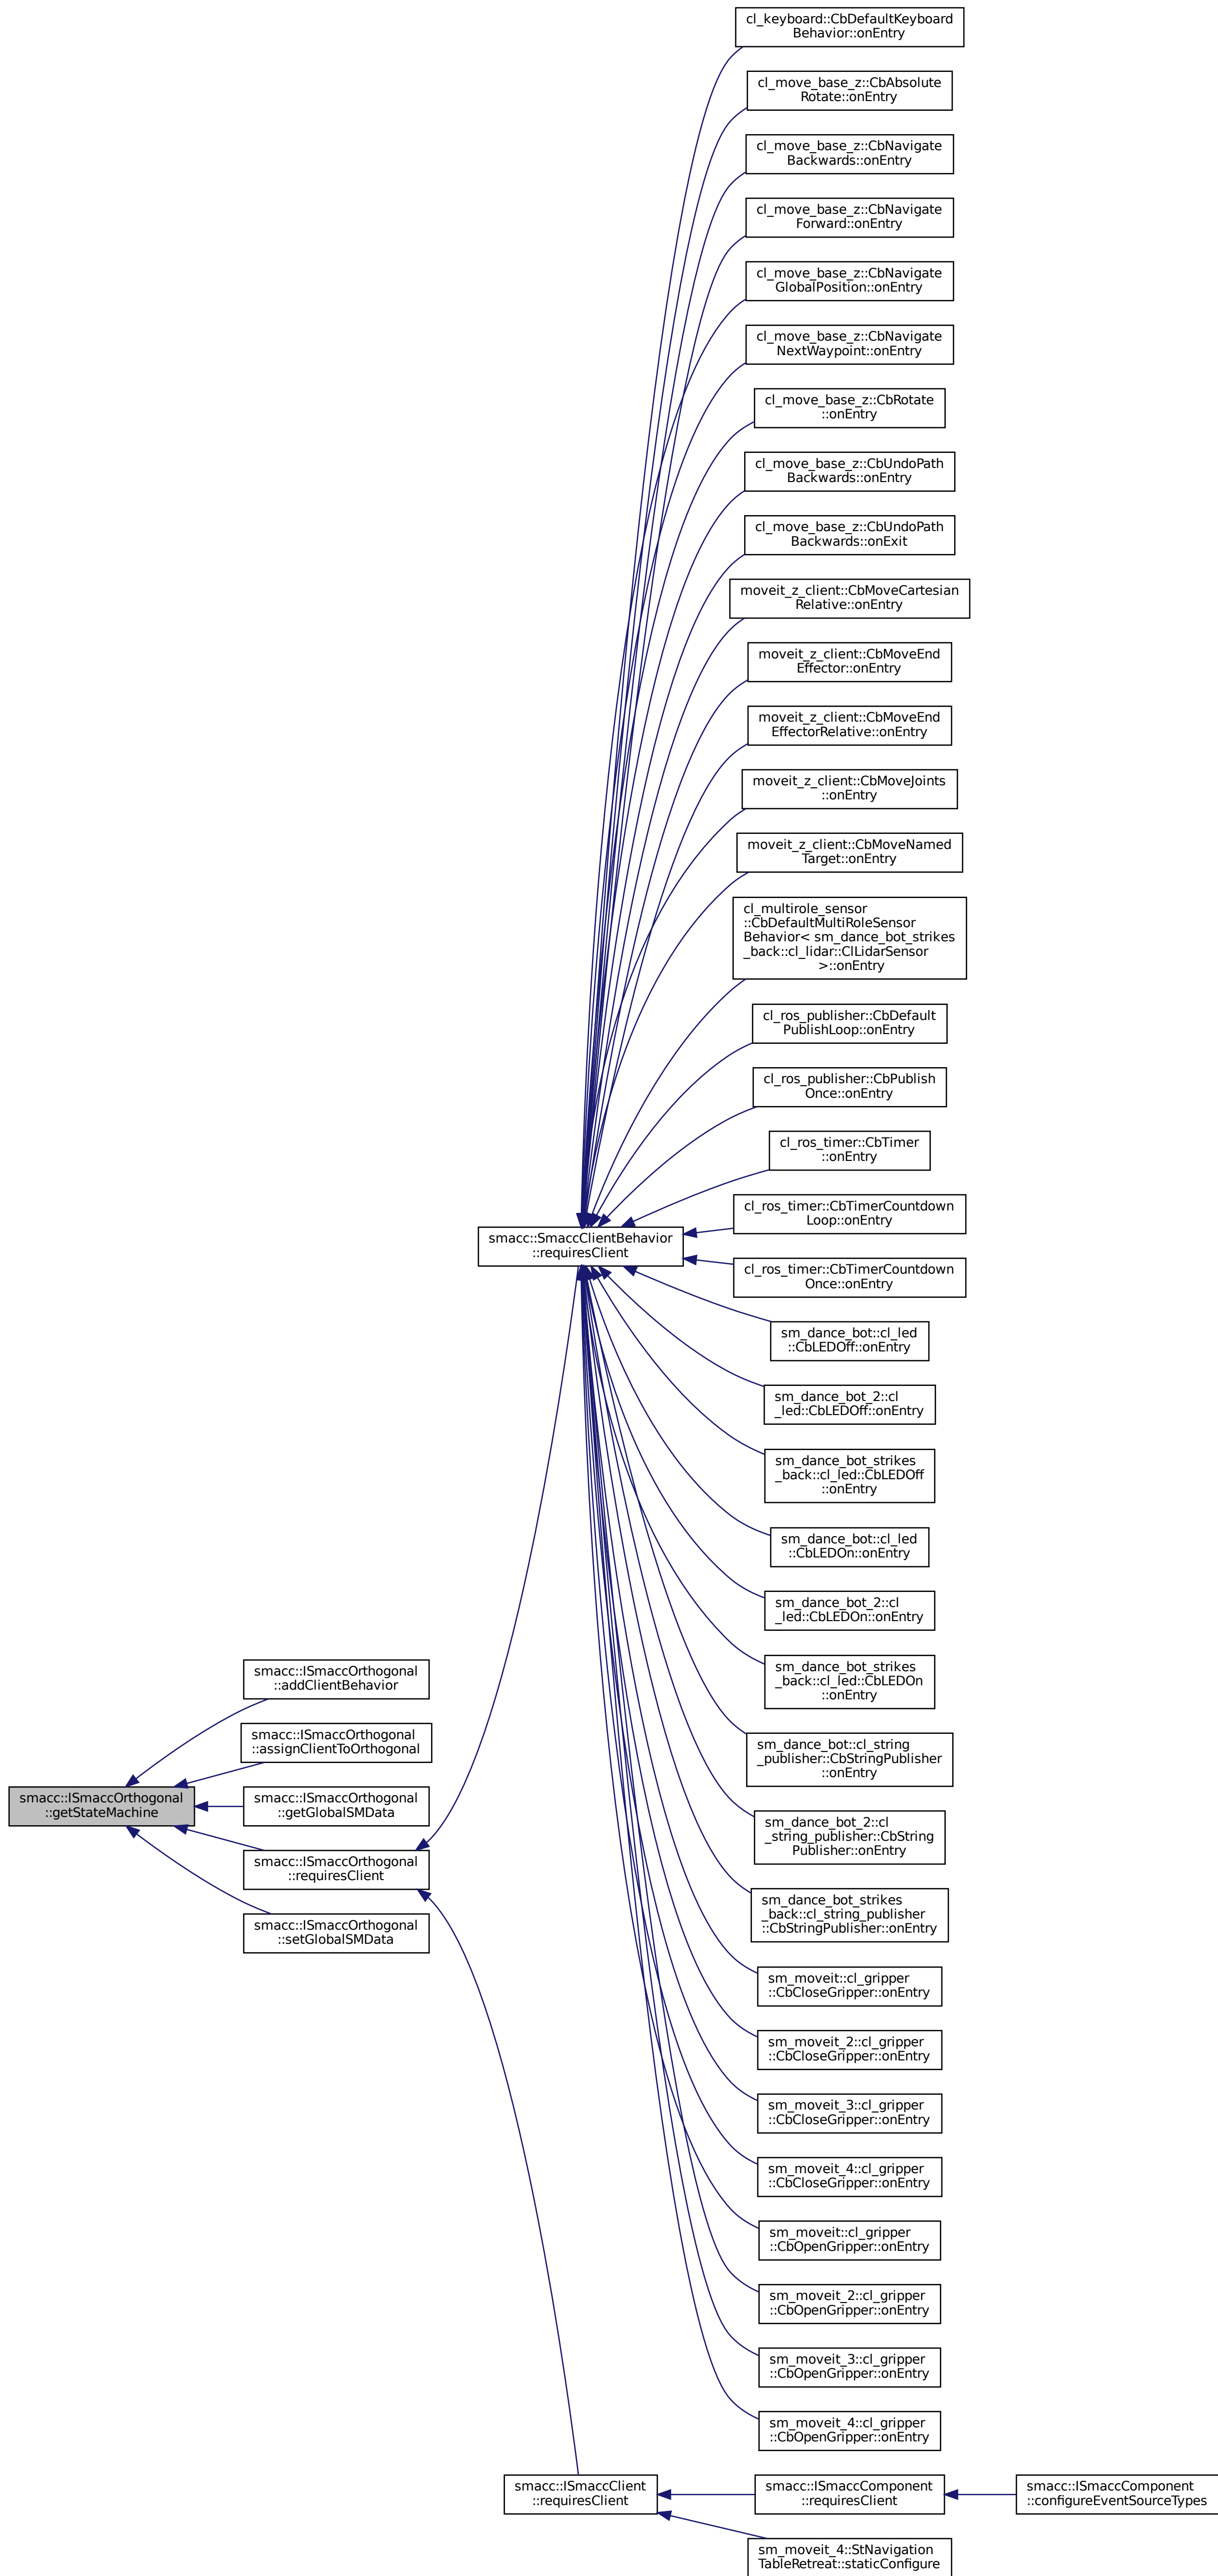 cl_keyboard::CbDefaultKeyboard
Behavior::onEntry
cl_move_base_z::CbAbsolute
Rotate::onEntry
cl_move_base_z::CbNavigate
Backwards::onEntry
cl_move_base_z::CbNavigate
Forward::onEntry
cl_move_base_z::CbNavigate
GlobalPosition::onEntry
cl_move_base_z::CbNavigate
NextWaypoint::onEntry
cl_move_base_z::CbRotate
::onEntry
cl_move_base_z::CbUndoPath
Backwards::onEntry
cl_move_base_z::CbUndoPath
Backwards::onExit
moveit_z_client::CbMoveCartesian
Relative::onEntry
moveit_z_client::CbMoveEnd
Effector::onEntry
moveit_z_client::CbMoveEnd
EffectorRelative::onEntry
moveit_z_client::CbMoveJoints
::onEntry
moveit_z_client::CbMoveNamed
Target::onEntry
cl_multirole_sensor
::CbDefaultMultiRoleSensor
Behavior< sm_dance_bot_strikes
_back::cl_lidar::ClLidarSensor
>::onEntry
cl_ros_publisher::CbDefault
PublishLoop::onEntry
cl_ros_publisher::CbPublish
Once::onEntry
cl_ros_timer::CbTimer
::onEntry
cl_ros_timer::CbTimerCountdown
Loop::onEntry
smacc::SmaccClientBehavior
::requiresClient
cl_ros_timer::CbTimerCountdown
Once::onEntry
sm_dance_bot::cl_led
::CbLEDOff::onEntry
sm_dance_bot_2::cl
_led::CbLEDOff::onEntry
sm_dance_bot_strikes
_back::cl_led::CbLEDOff
::onEntry
sm_dance_bot::cl_led
::CbLEDOn::onEntry
sm_dance_bot_2::cl
_led::CbLEDOn::onEntry
sm_dance_bot_strikes
_back::cl_led::CbLEDOn
::onEntry
smacc::ISmaccOrthogonal
::addClientBehavior
smacc::ISmaccOrthogonal
::assignClientToOrthogonal
sm_dance_bot::cl_string
_publisher::CbStringPublisher
::onEntry
smacc::ISmaccOrthogonal
::getStateMachine
smacc::ISmaccOrthogonal
::getGlobalSMData
sm_dance_bot_2::cl
_string_publisher::CbString
Publisher::onEntry
smacc::ISmaccOrthogonal
::requiresClient
sm_dance_bot_strikes
_back::cl_string_publisher
::CbStringPublisher::onEntry
smacc::ISmaccOrthogonal
::setGlobalSMData
sm_moveit::cl_gripper
::CbCloseGripper::onEntry
sm_moveit_2::cl_gripper
::CbCloseGripper::onEntry
sm_moveit_3::cl_gripper
::CbCloseGripper::onEntry
sm_moveit_4::cl_gripper
::CbCloseGripper::onEntry
sm_moveit::cl_gripper
::CbOpenGripper::onEntry
sm_moveit_2::cl_gripper
::CbOpenGripper::onEntry
sm_moveit_3::cl_gripper
::CbOpenGripper::onEntry
sm_moveit_4::cl_gripper
::CbOpenGripper::onEntry
smacc::ISmaccClient
::requiresClient
smacc::ISmaccComponent
::requiresClient
smacc::ISmaccComponent
::configureEventSourceTypes
sm_moveit_4::StNavigation
TableRetreat::staticConfigure